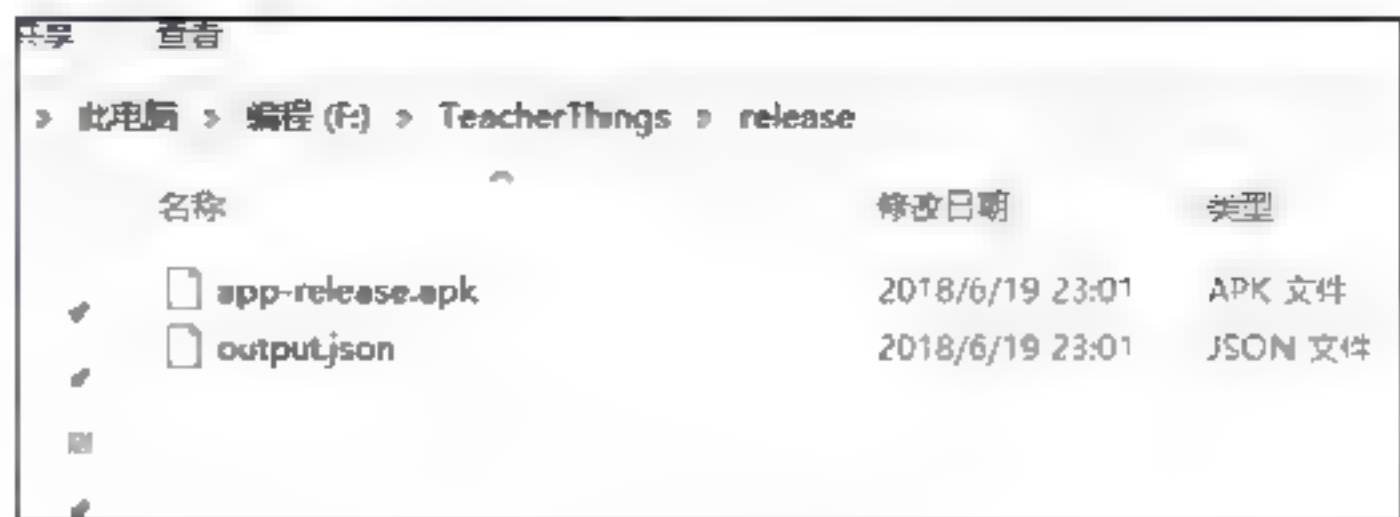 共享 查看
> 此电脑 > 编程 (F:) > TeacherThings > release
名称 修改日期 类型
app-release.apk 2018/6/19 23:01 APK 文件
output.json 2018/6/19 23:01 JSON 文件